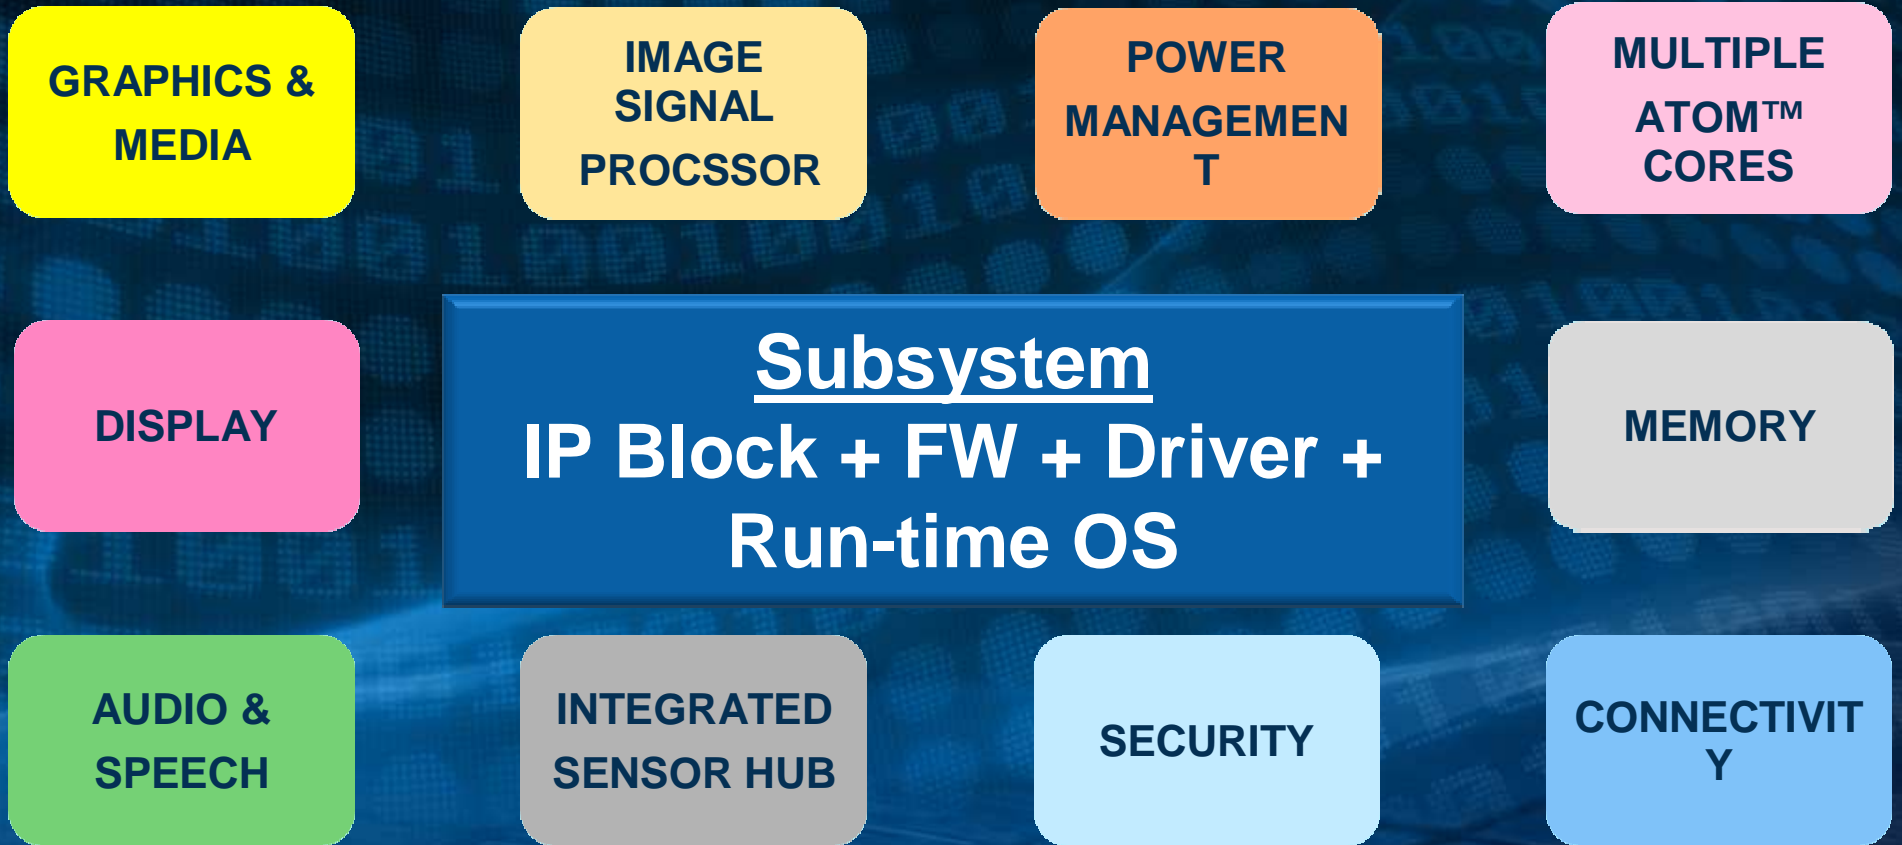 GRAPHICS &
MEDIA
IMAGE
SIGNAL
PROCSSOR
POWER
MANAGEMEN
T
MULTIPLE
ATOM™
CORES
DISPLAY
Subsystem
IP Block + FW + Driver +
Run-time OS
MEMORY
AUDIO &
SPEECH
INTEGRATED
SENSOR HUB
SECURITY
CONNECTIVIT
Y